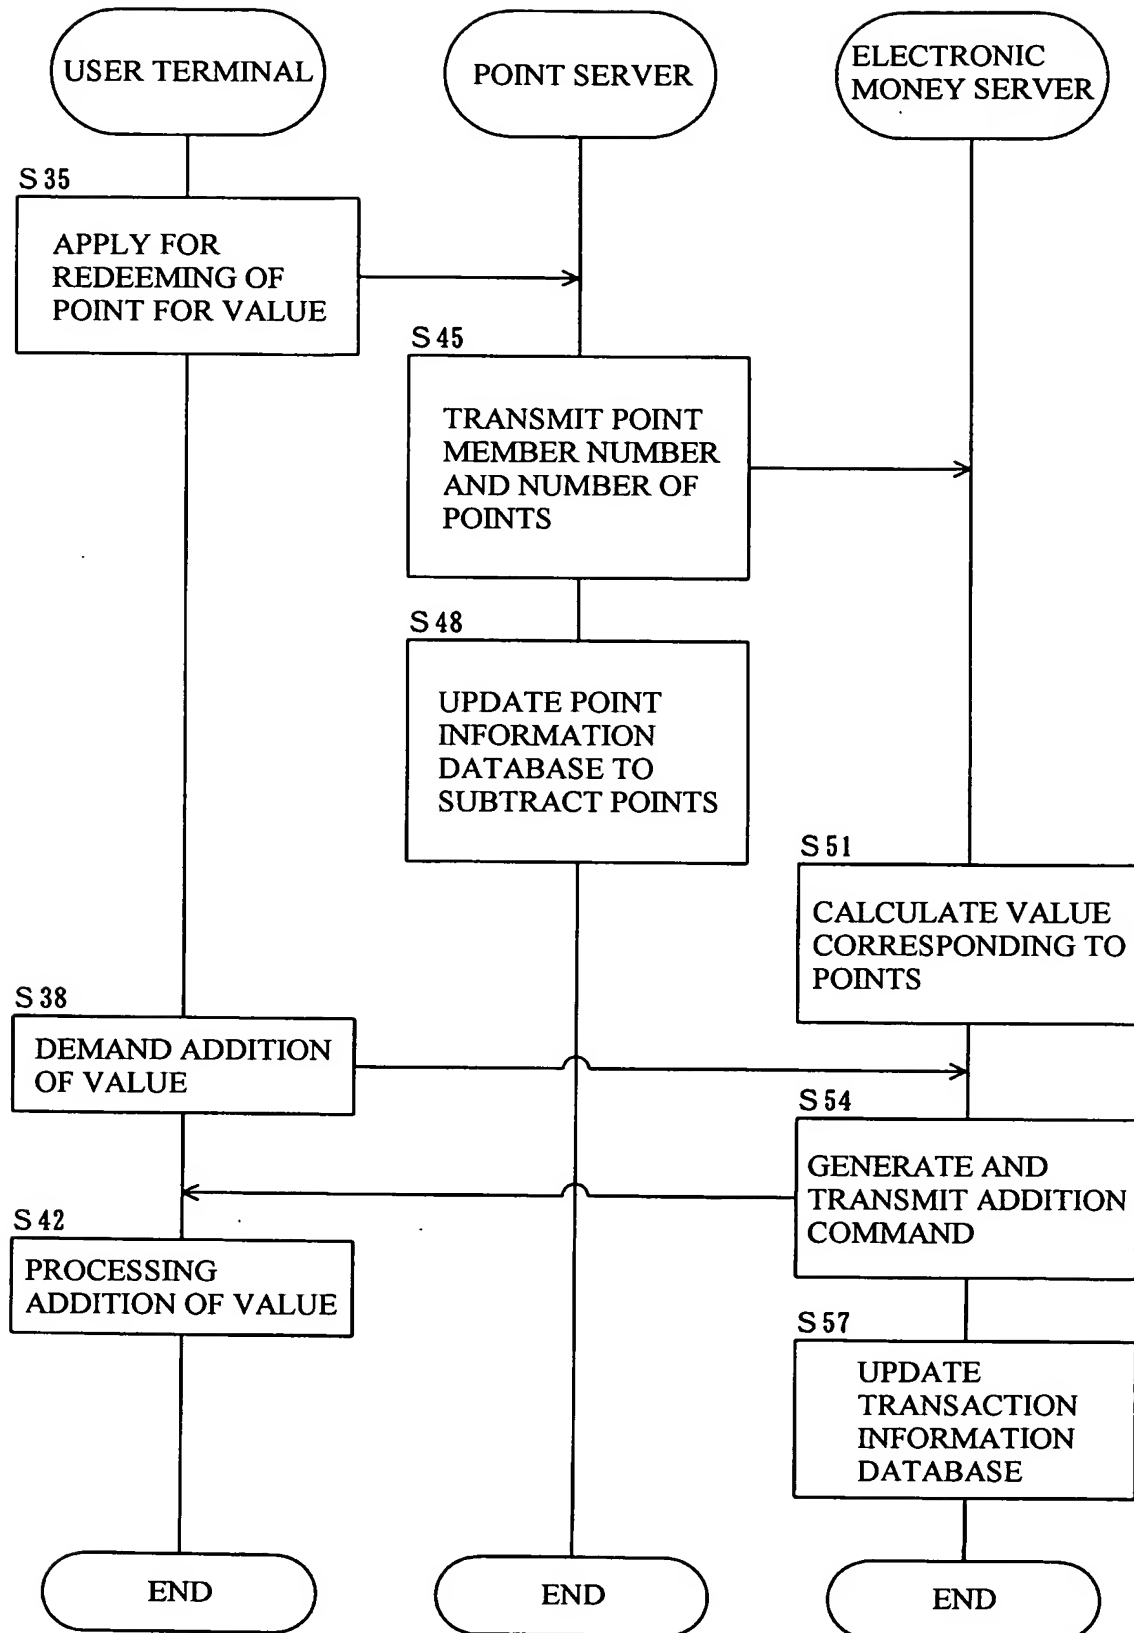 USER TERMINAL
POINT SERVER
ELECTRONIC
MONEY SERVER
S35
APPLY FOR
REDEEMING OF
POINT FOR VALUE
S45
TRANSMIT POINT
MEMBER NUMBER
AND NUMBER OF
POINTS
S48
UPDATE POINT
INFORMATION
DATABASE TO
SUBTRACT POINTS
S51
CALCULATE VALUE
CORRESPONDING TO
POINTS
S38
DEMAND ADDITION
OF VALUE
S54
GENERATE AND
TRANSMIT ADDITION
COMMAND
S42
PROCESSING
ADDITION OF VALUE
S57
UPDATE
TRANSACTION
INFORMATION
DATABASE
END
END
END